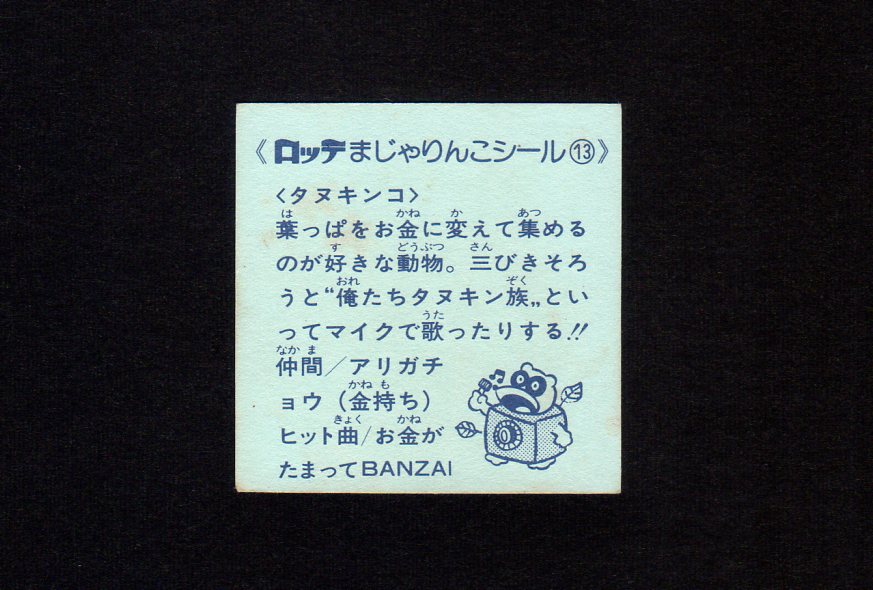 《ロッテまじゃりんこシール⑬》
〈タヌキンコ〉
葉っぱをお金に変えて集める
のが好きな動物。三びきそろ
うと“俺たちタヌキン族„とい
ってマイクで歌ったりする!!
仲間/アリガチ
ョウ(金持ち)
ヒット曲/お金が
たまってBANZAI